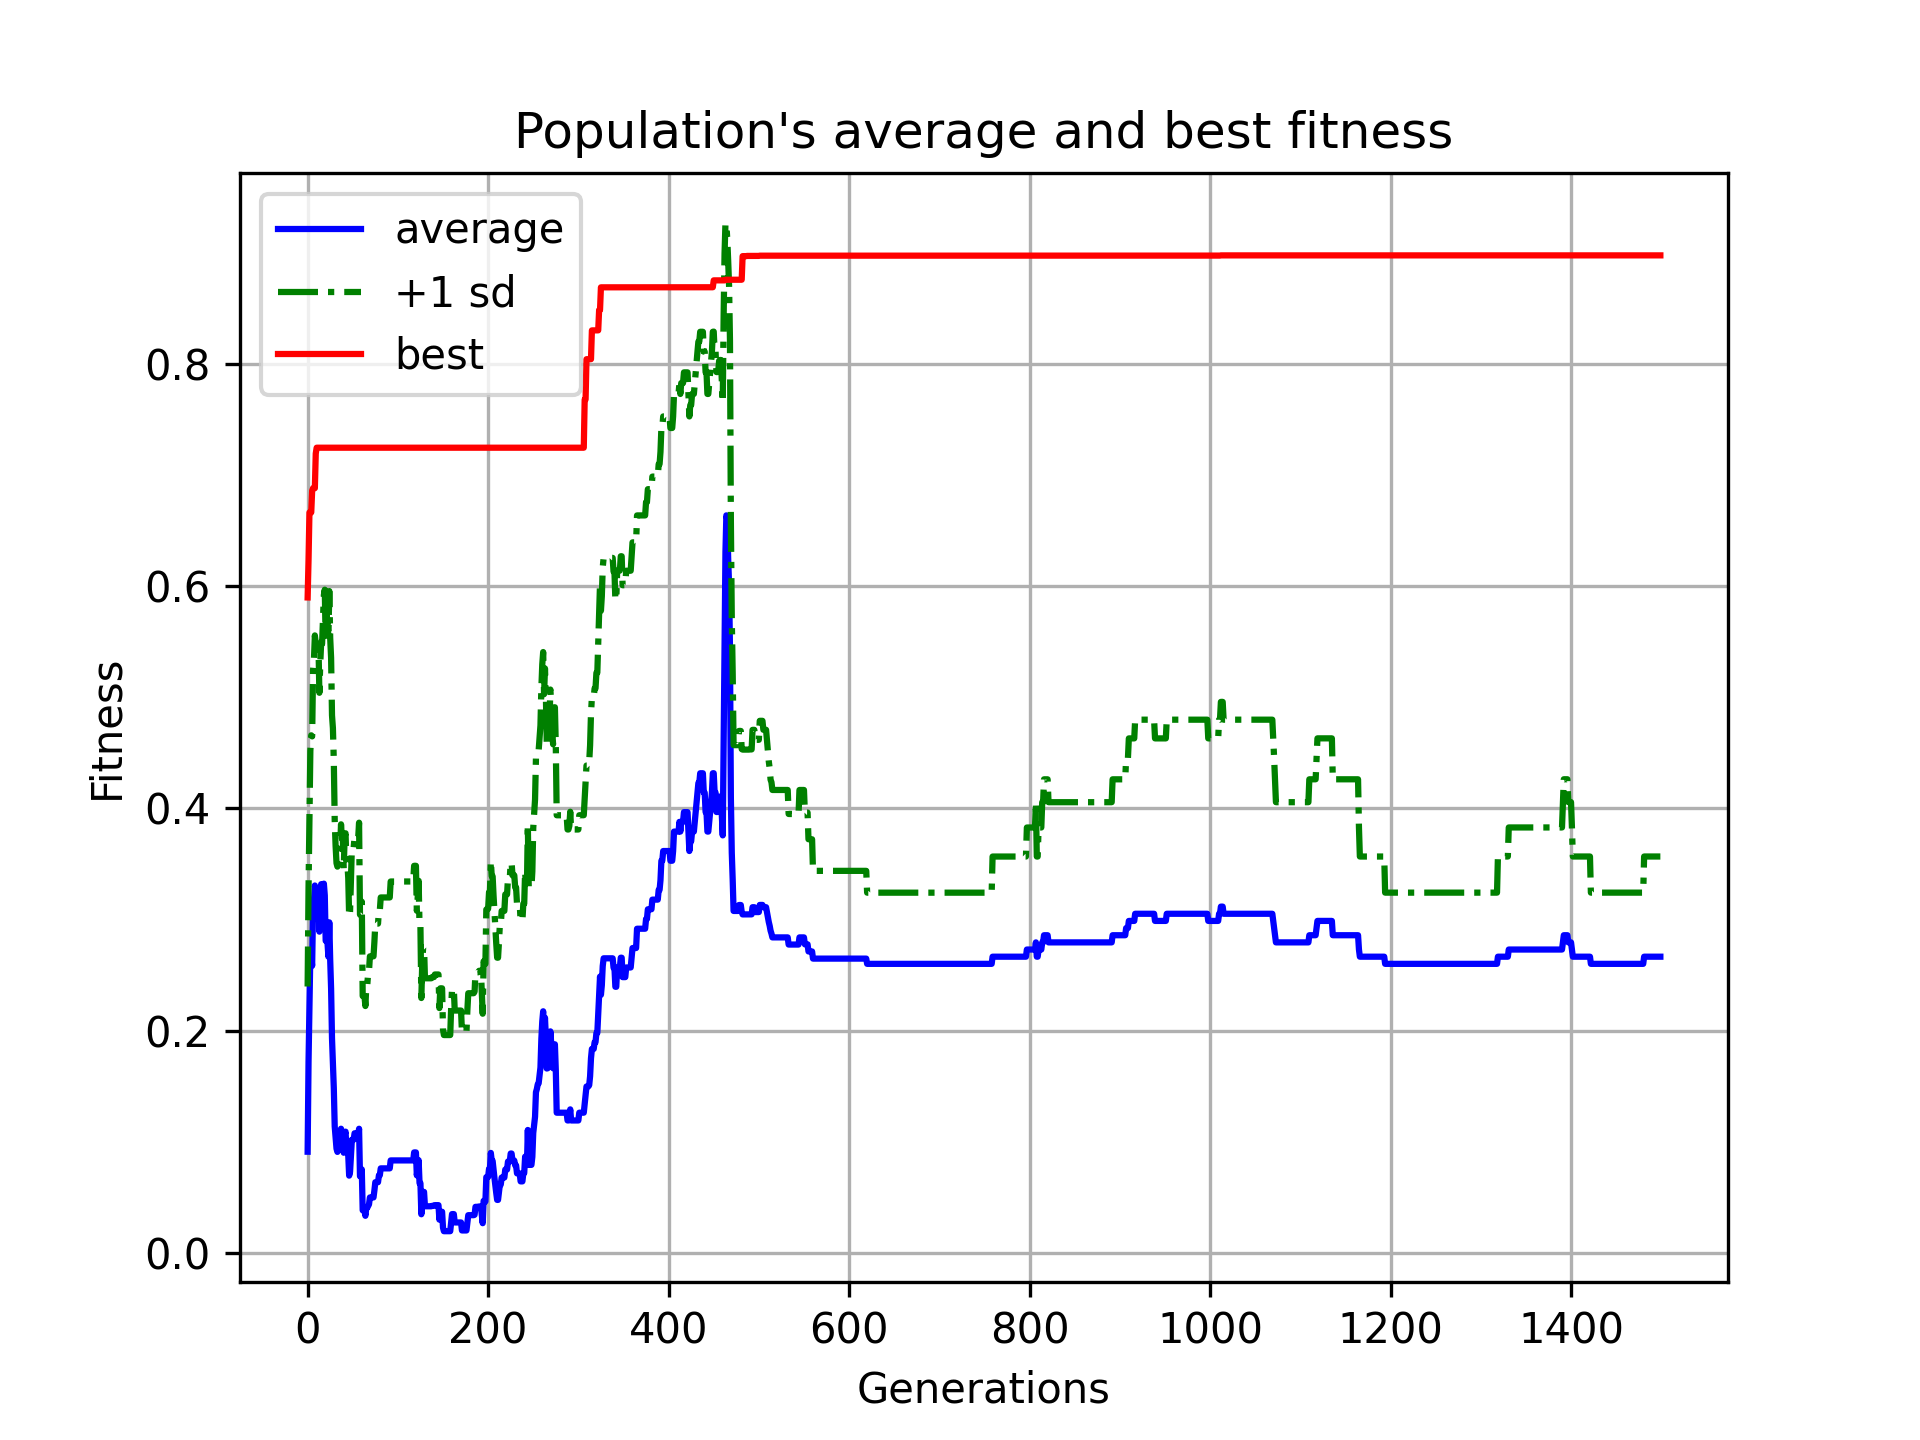 Population's average and best fitness
average
+1 sd
best
0.8
0.6
0.4
0.2
0.0
Fitness
0 200 400 600 800 1000 1200 1400
Generations